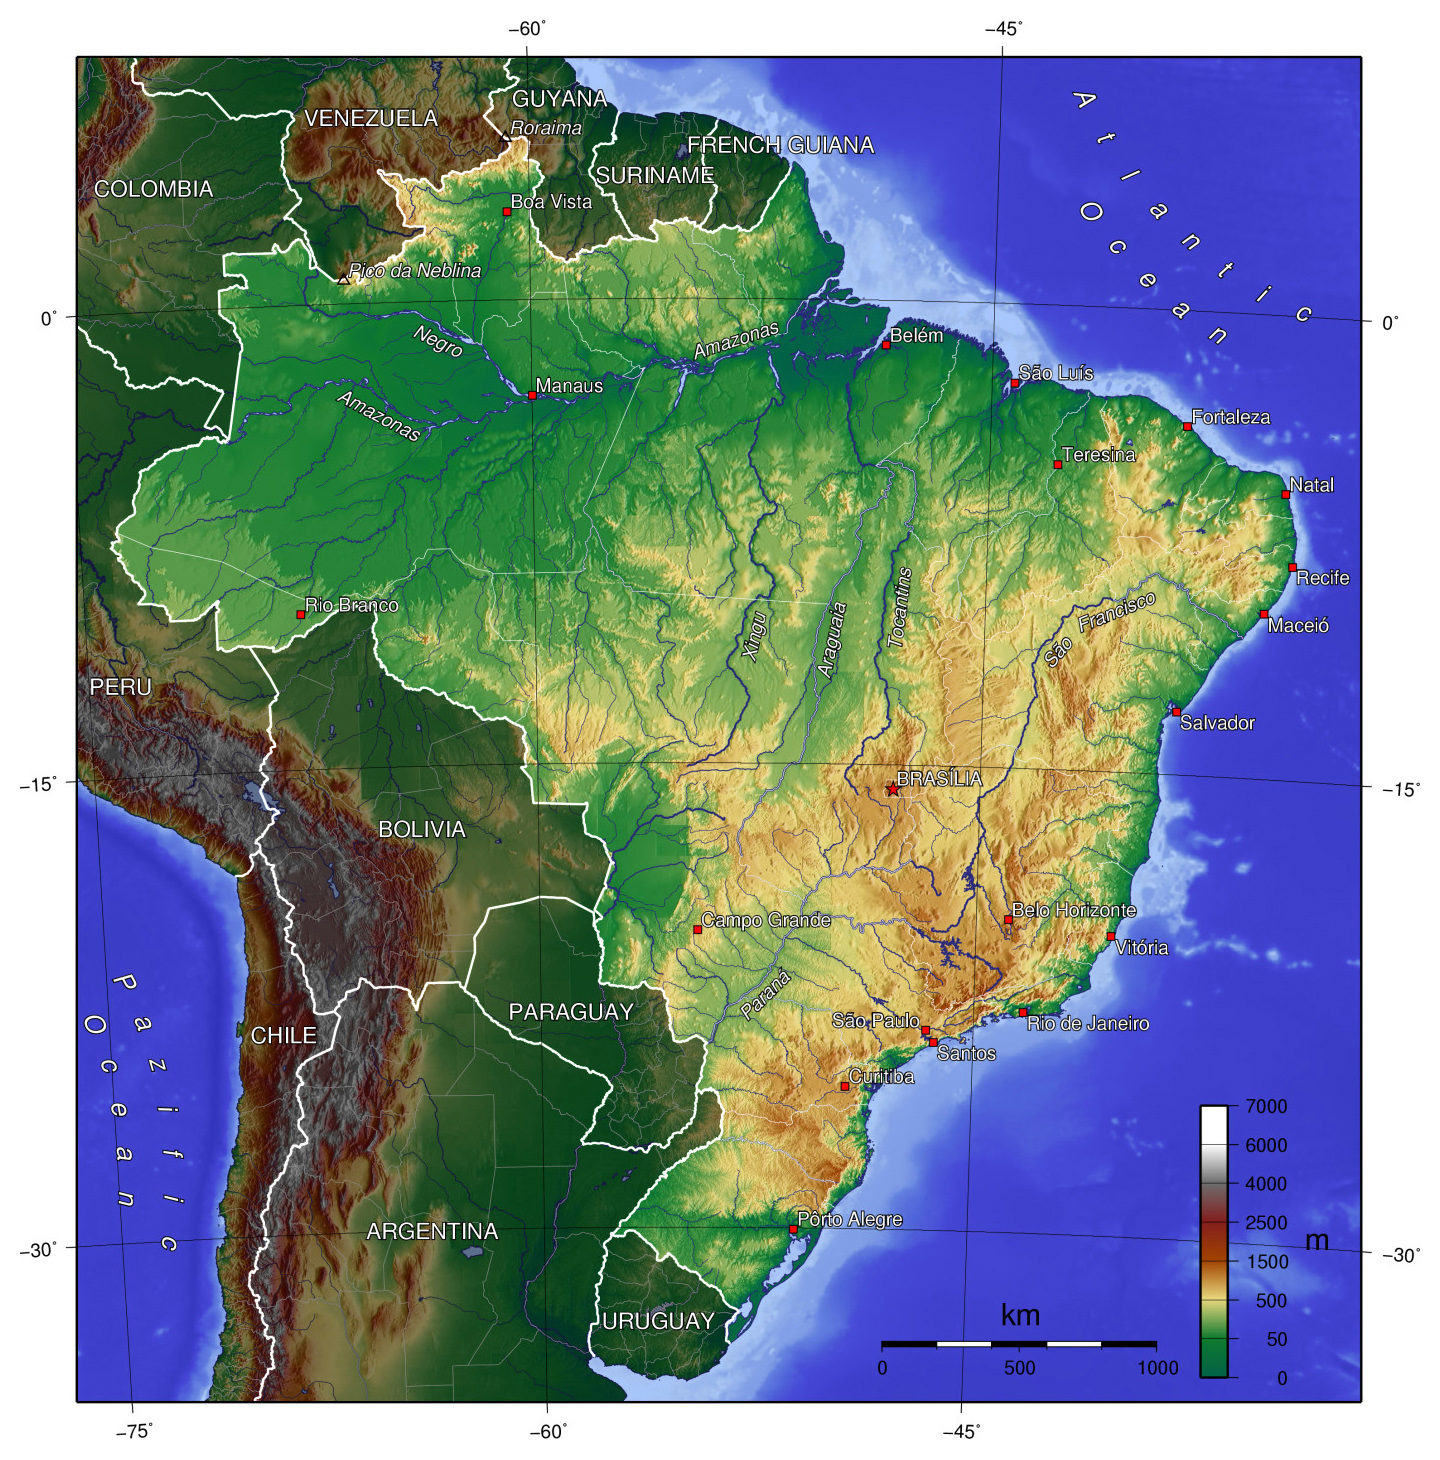 −60°
−45°
GUYANA
VENEZUELA
Roraima
FRENCH GUIANA
SURINAME
COLOMBIA
Boa Vista
Atlantic
Ocean
Pico da Neblina
0°
0°
Negro
Amazonas
Belém
São Luís
Manaus
Amazonas
Fortaleza
Teresina
Natal
Recife
Rio Branco
Xingu
Araguaia
Tocantins
São Francisco
Maceió
PERU
Salvador
−15°
BRASÍLIA
−15°
BOLIVIA
Campo Grande
Belo Horizonte
Vitória
Pazific
Ocean
PARAGUAY
Paraná
CHILE
São Paulo
Rio de Janeiro
Santos
Curitiba
7000
6000
4000
2500
m
1500
500
50
0
Pôrto Alegre
ARGENTINA
−30°
−30°
URUGUAY
km
0 500 1000
−75°
−60°
−45°